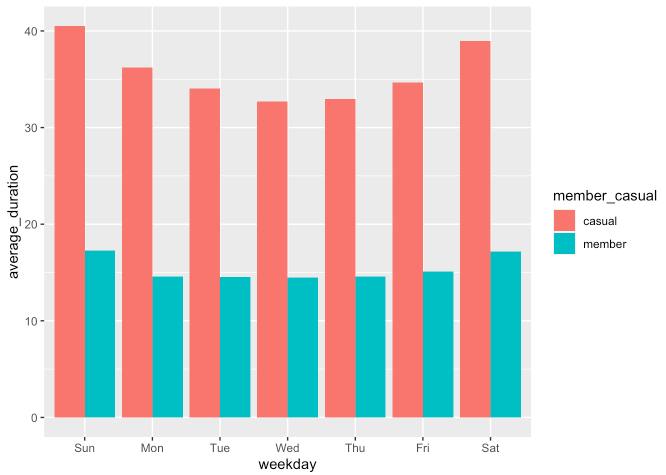 40
30
20
10
0
average_duration
Sun Mon Tue Wed Thu Fri Sat
weekday
member_casual
casual
member